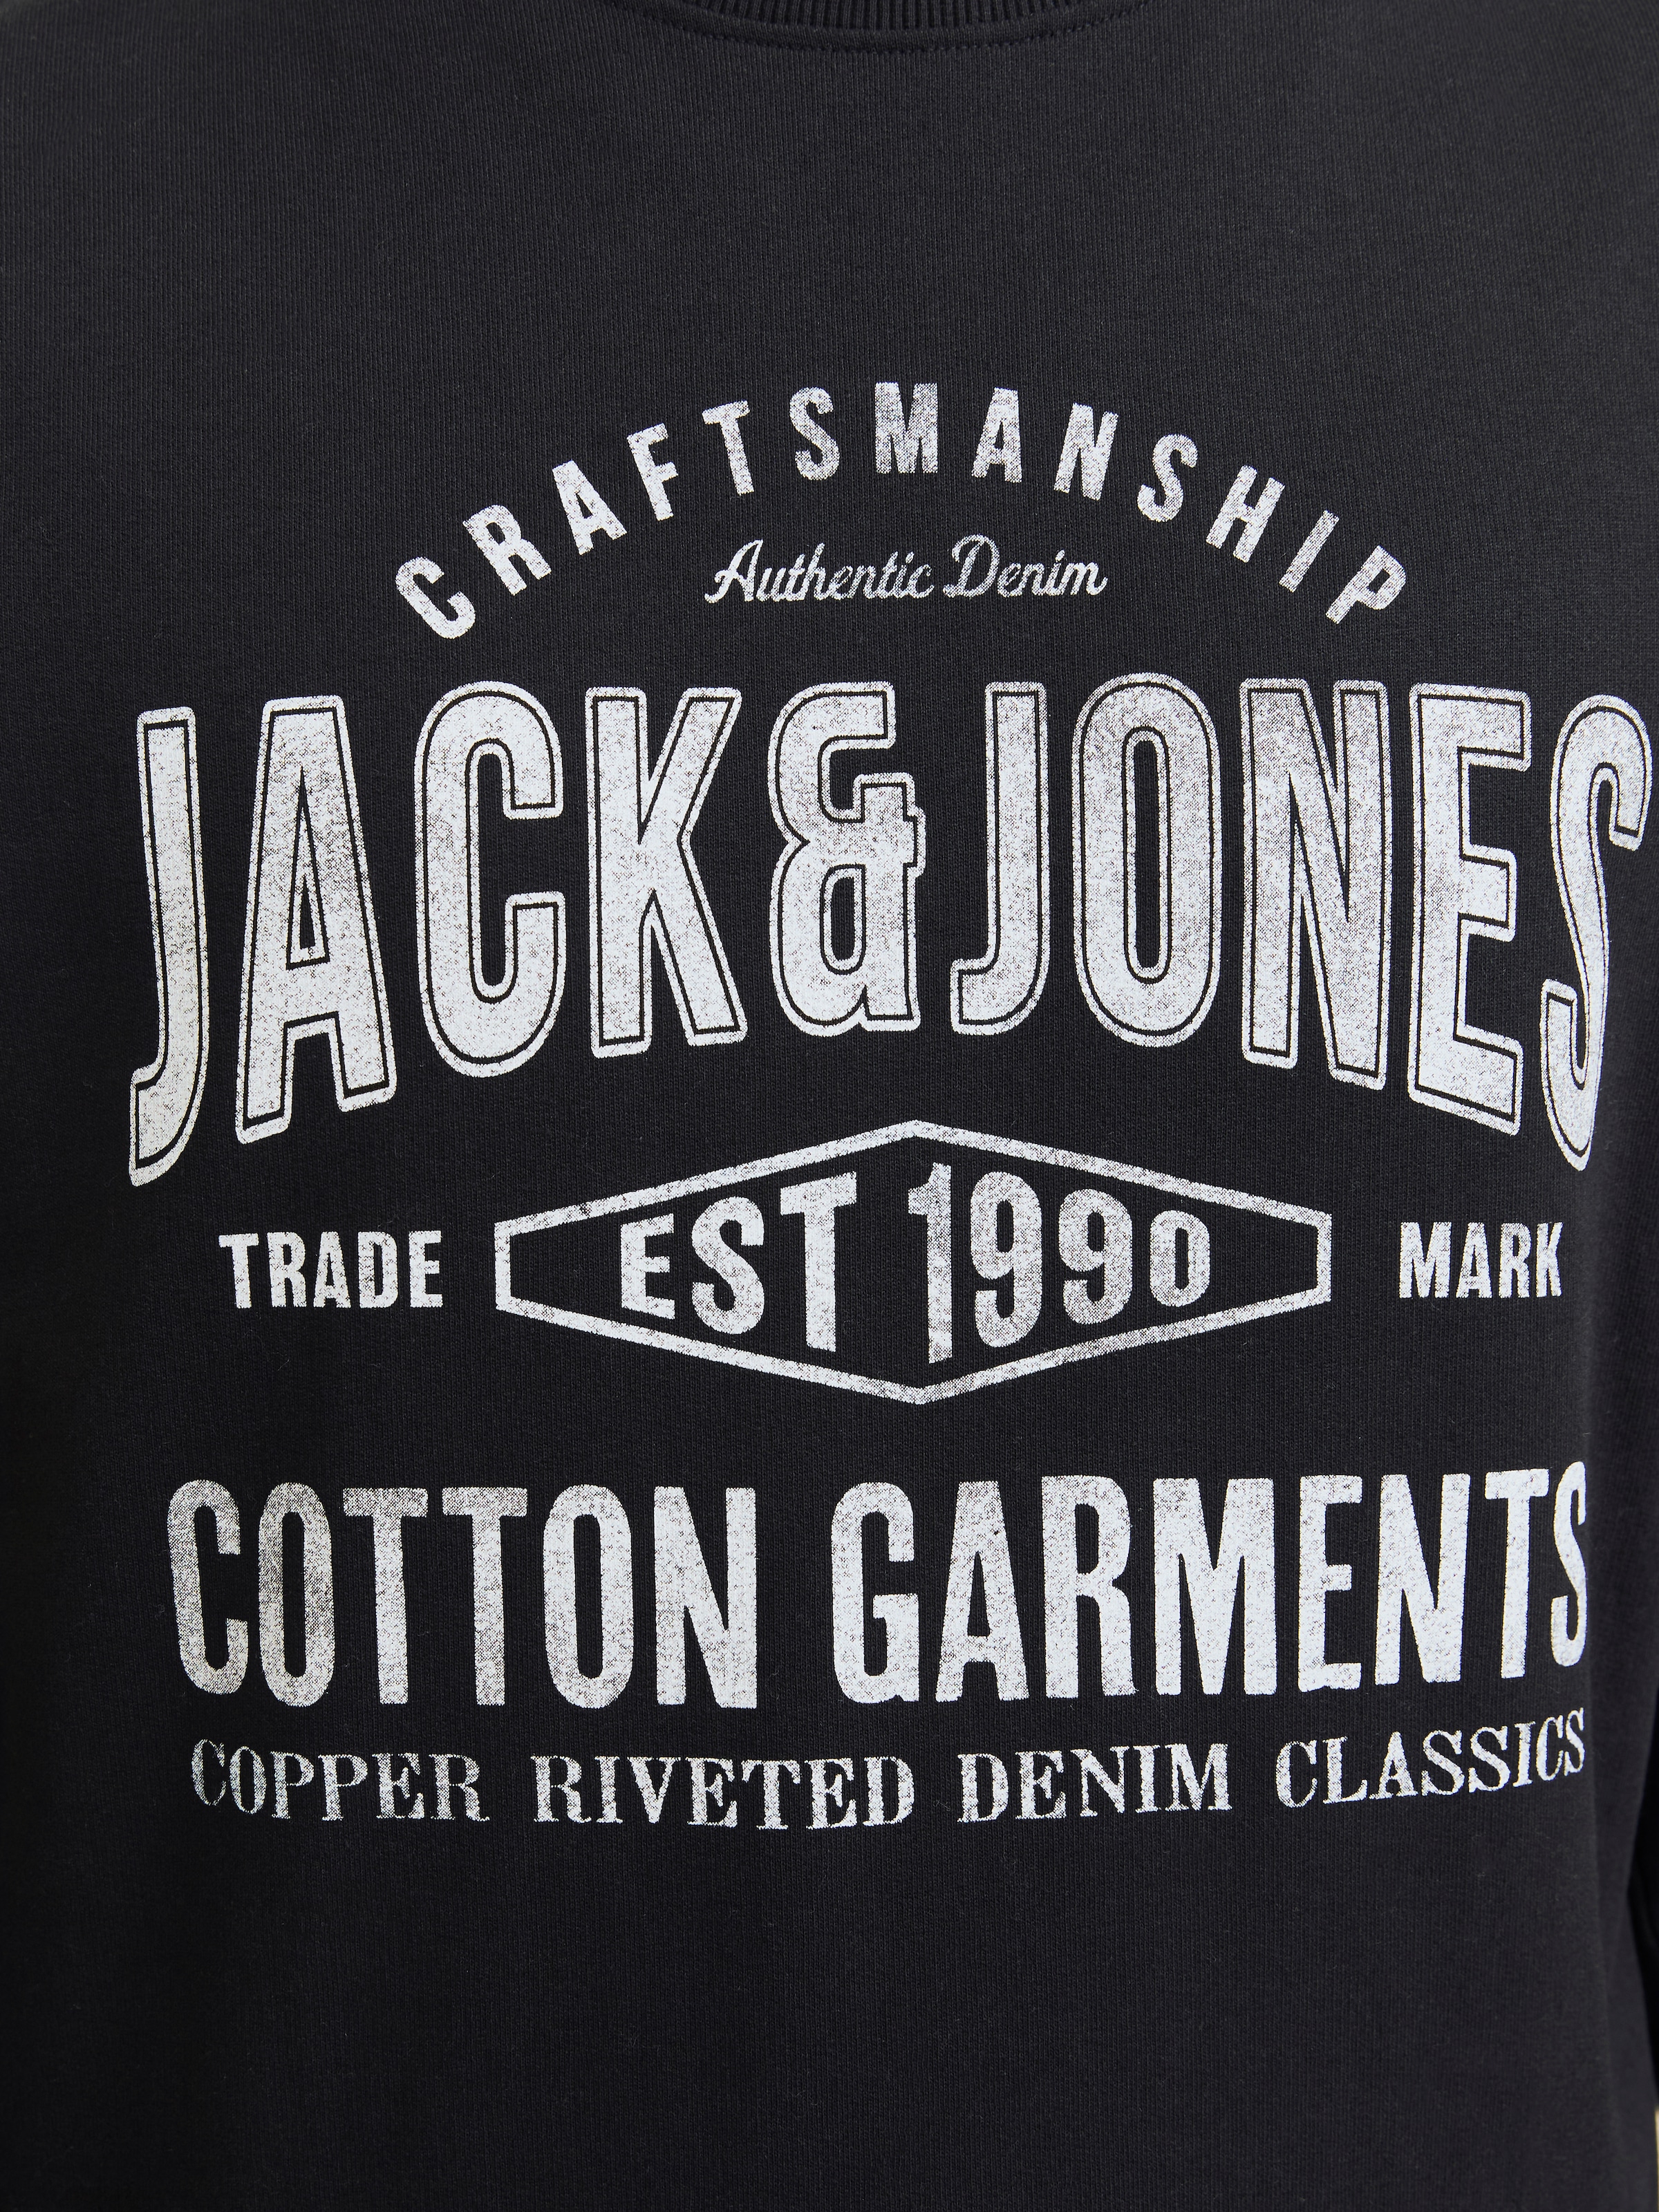 CRAFTSMANSHIP
Authentic Denim
JACK&JONES
TRADE EST 1990 MARK
COTTON GARMENTS
COPPER RIVETED DENIM CLASSICS